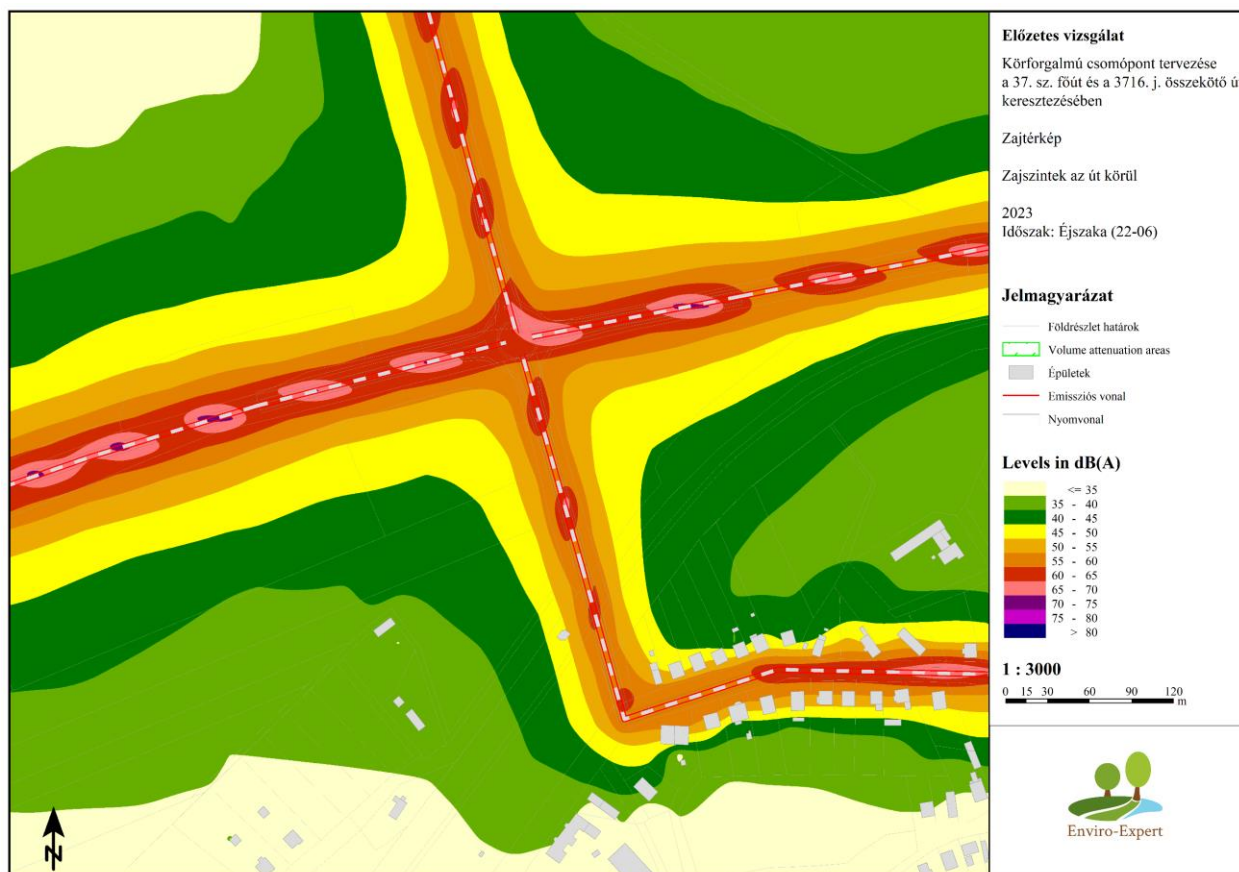 Előzetes vizsgálat
Körforgalmú csomópont tervezése
a 37. sz. főút és a 3716. j. összekötő ú
keresztezésében
Zajtérkép
Zajszintek az út körül
2023
Időszak: Éjszaka (22-06)
Jelmagyarázat
Földrészlet határok
Volume attenuation areas
Épületek
Emissziós vonal
Nyomvonal
Levels in dB(A)
<= 35
35 - 40
40 - 45
45 - 50
50 - 55
55 - 60
60 - 65
65 - 70
70 - 75
75 - 80
> 80
1 : 3000
0 15 30 60 90 120
m
Enviro-Expert
N